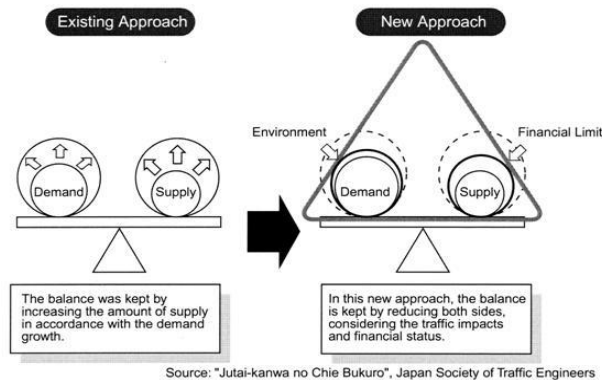 Existing Approach
New Approach
Environment
Financial Limit
Demand
Supply
Demand
Supply
The balance was kept by
increasing the amount of supply
in accordance with the demand
growth.
In this new approach, the balance
is kept by reducing both sides,
considering the traffic impacts
and financial status.
Source: "Jutai-kanwa no Chie Bukuro", Japan Society of Traffic Engineers